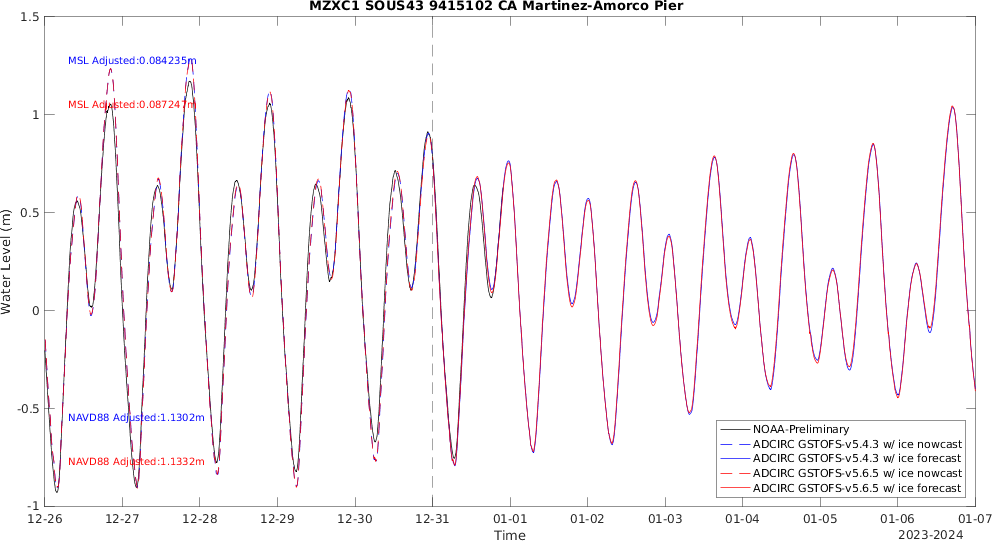 MZXC1 SOUS43 9415102 CA Martinez-Amorco Pier
1.5
1
0.5
0
-0.5
-1
Water Level (m)
MSL Adjusted:0.084235m
MSL Adjusted:0.087247m
NAVD88 Adjusted:1.1302m
NAVD88 Adjusted:1.1332m
NOAA-Preliminary
ADCIRC GSTOFS-v5.4.3 w/ ice nowcast
ADCIRC GSTOFS-v5.4.3 w/ ice forecast
ADCIRC GSTOFS-v5.6.5 w/ ice nowcast
ADCIRC GSTOFS-v5.6.5 w/ ice forecast
12-26 12-27 12-28 12-29 12-30 12-31 01-01 01-02 01-03 01-04 01-05 01-06 01-07
Time
2023-2024